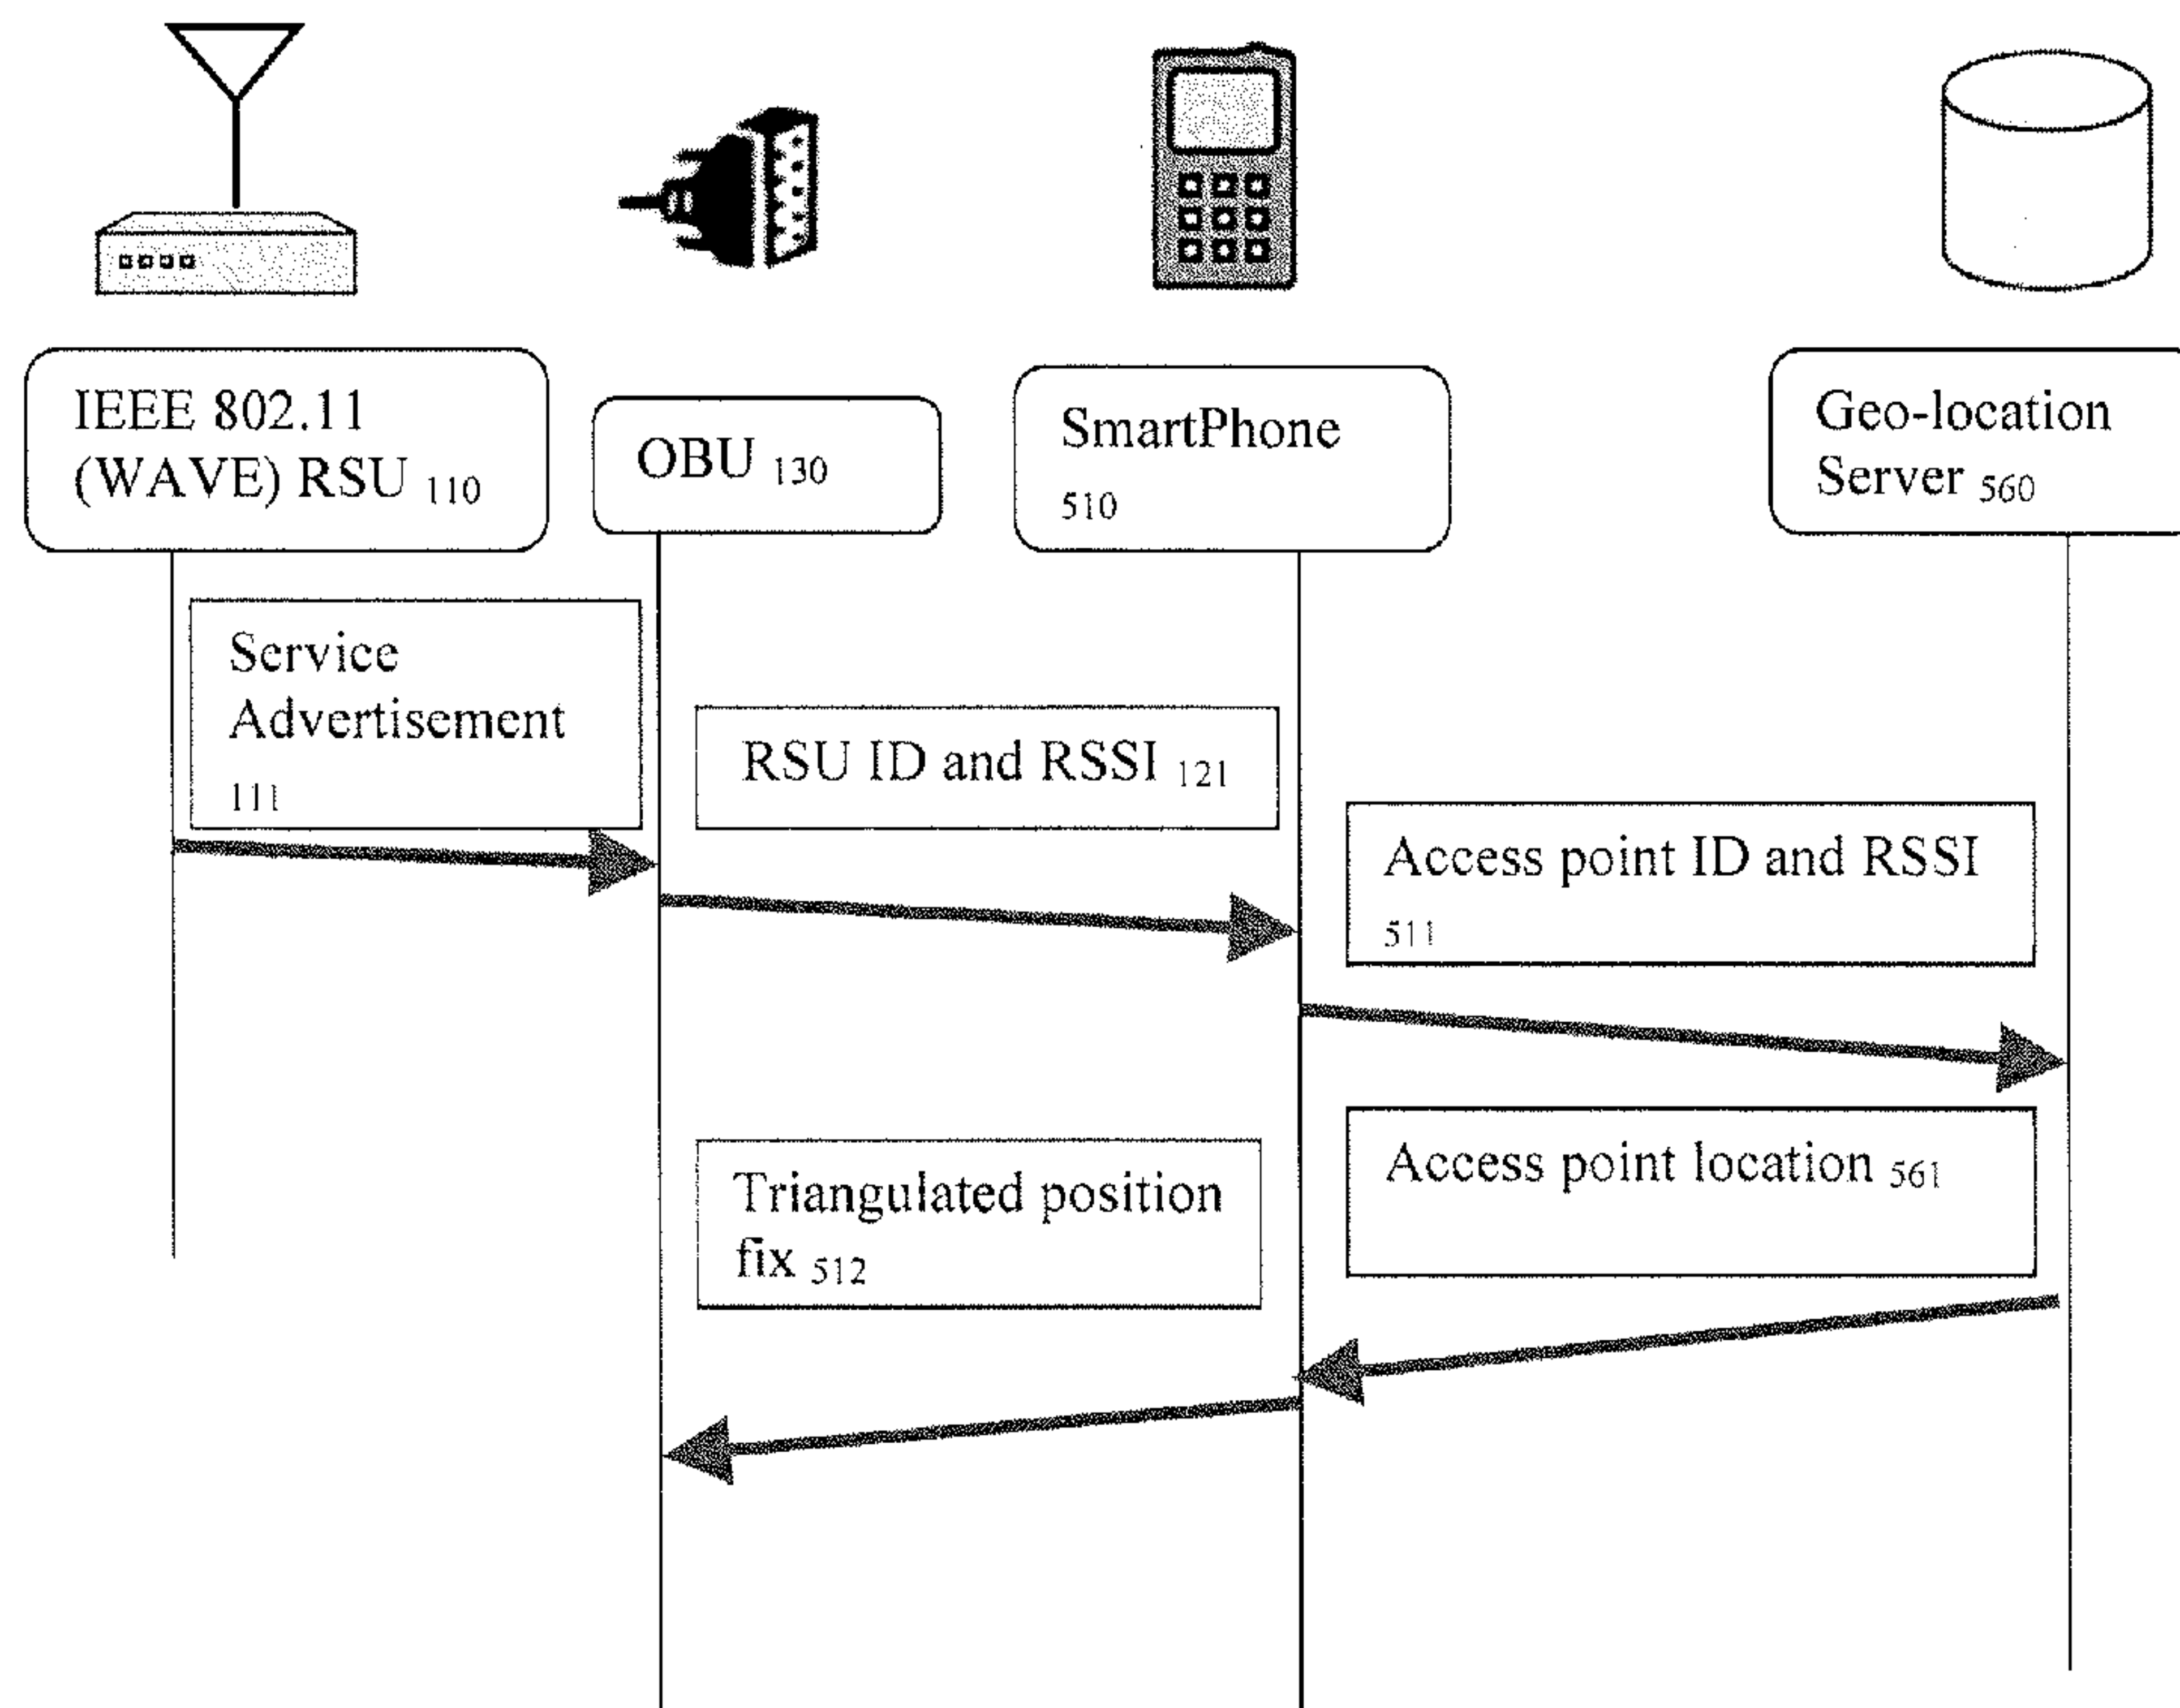 IEEE 802.11
(WAVE) RSU 110
OBU 130
SmartPhone
510
Geo-location
Server 560
Service
Advertisement
111
RSU ID and RSSI 121
Access point ID and RSSI
511
Access point location 561
Triangulated position
fix 512